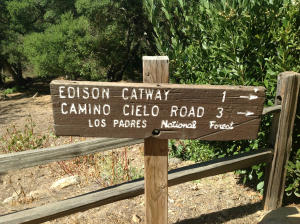 EDISON CATWAY 1 →
CAMINO CIELO ROAD 3 →
LOS PADRES National Forest